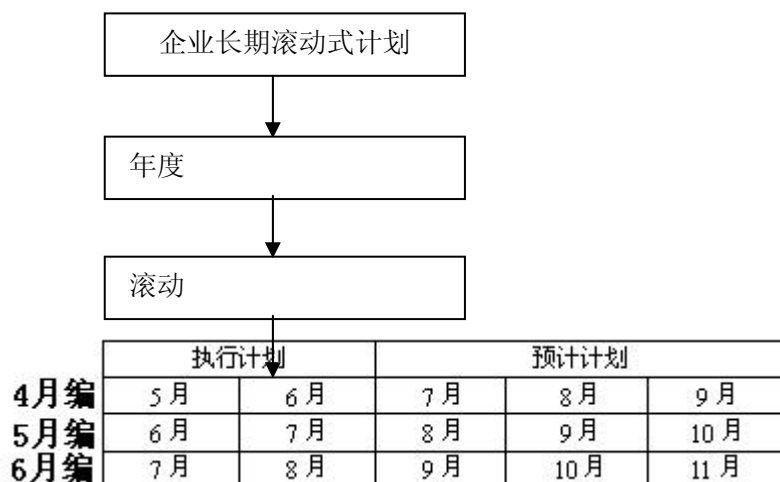 企业长期滚动式计划
年度
滚动
执行计划 预计计划
4月编 5月 6月 7月 8月 9月
5月编 6月 7月 8月 9月 10月
6月编 7月 8月 9月 10月 11月